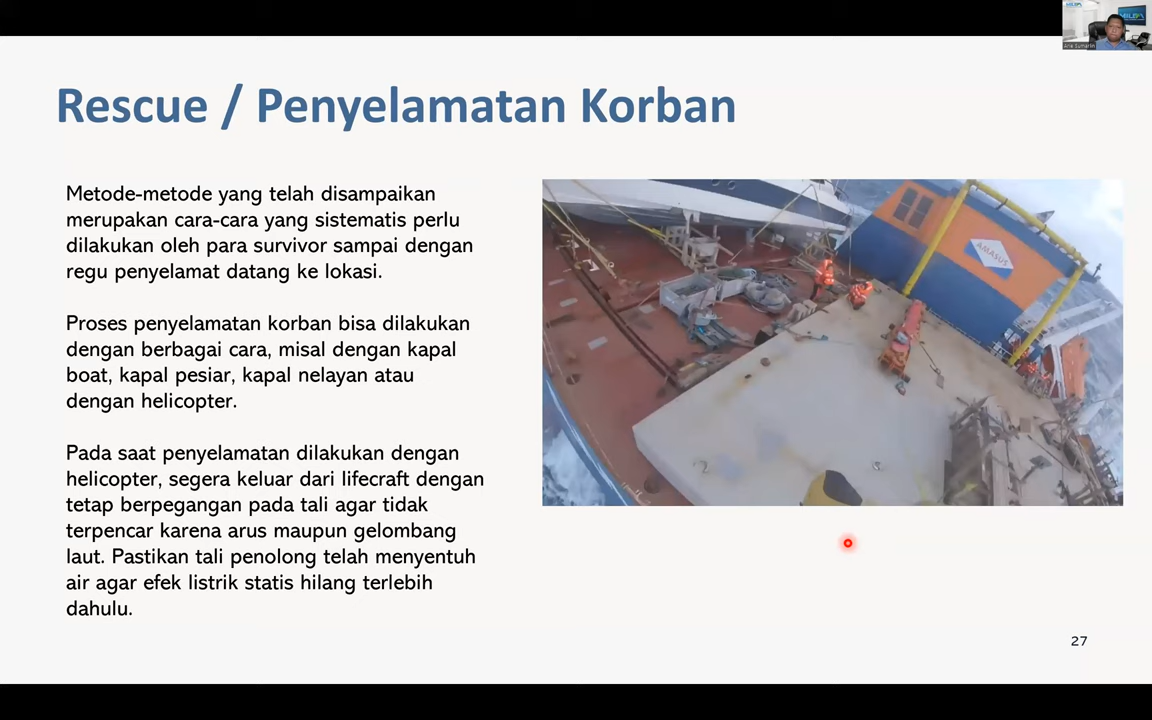 Rescue / Penyelamatan Korban
Metode-metode yang telah disampaikan
merupakan cara-cara yang sistematis perlu
dilakukan oleh para survivor sampai dengan
regu penyelamat datang ke lokasi.
Proses penyelamatan korban bisa dilakukan
dengan berbagai cara, misal dengan kapal
boat, kapal pesiar, kapal nelayan atau
dengan helicopter.
Pada saat penyelamatan dilakukan dengan
helicopter, segera keluar dari lifecraft dengan
tetap berpegangan pada tali agar tidak
terpencar karena arus maupun gelombang
laut. Pastikan tali penolong telah menyentuh
air agar efek listrik statis hilang terlebih
dahulu.
AMASUS
27